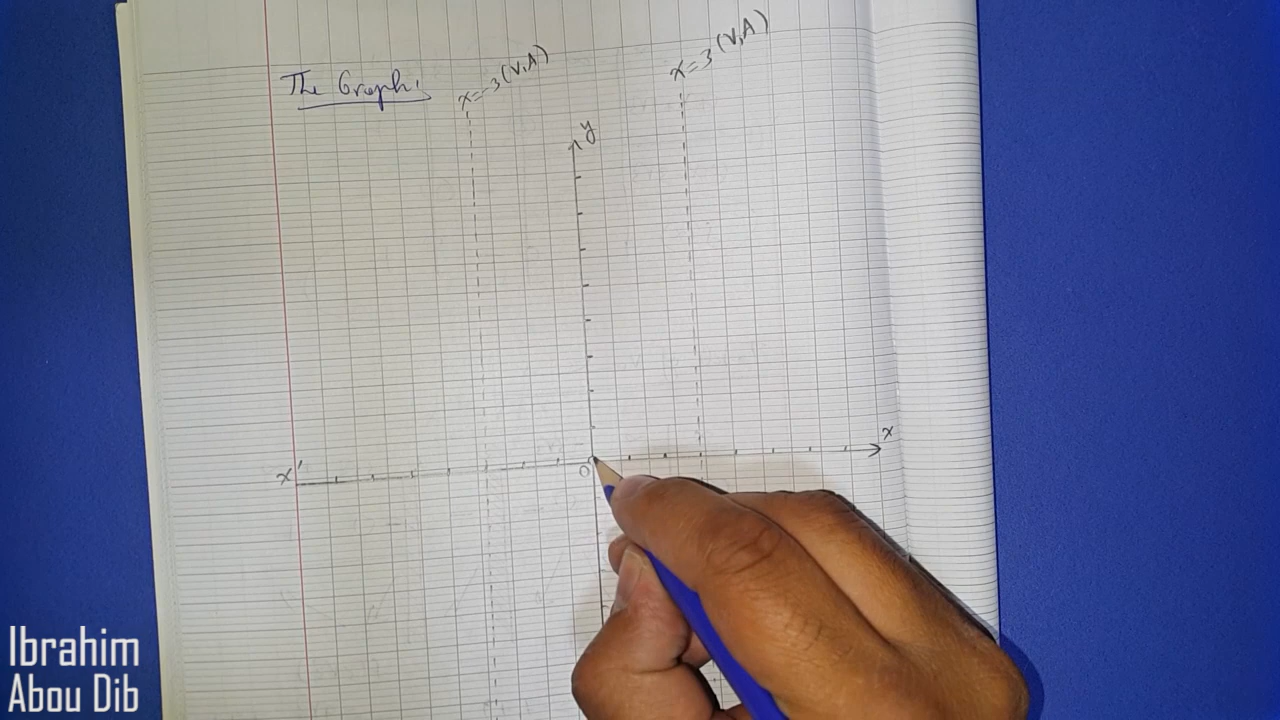 The Graph:
x=-3 (V,A)
x=3 (V,A)
y
x
x'
O
Ibrahim
Abou Dib